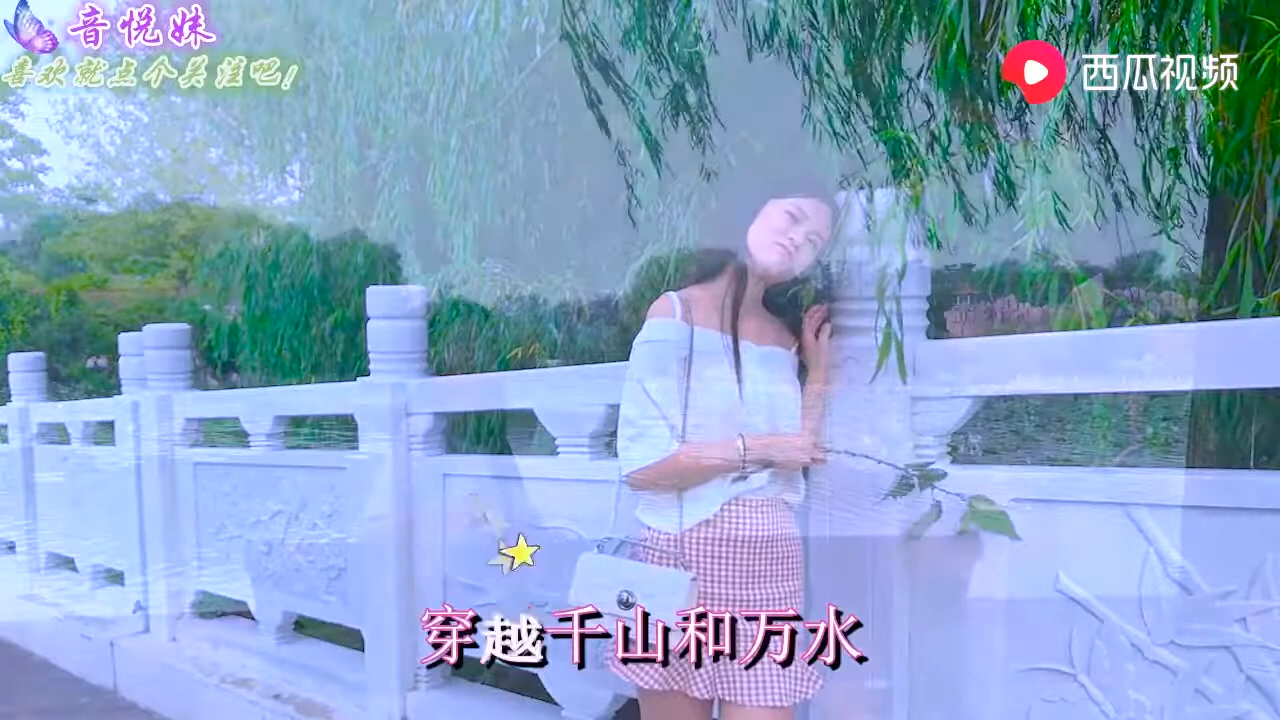 音悦妹
喜欢就点个关注吧!
西瓜视频
穿越千山和万水